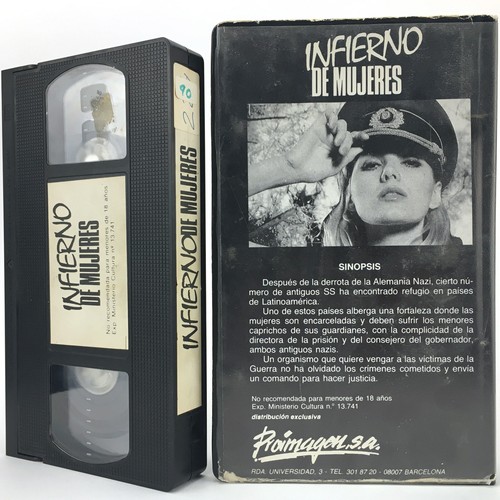 INFIERNO
DE MUJERES
No recomendada para menores de 18 años
Exp. Ministerio Cultura n.º 13.741
90
INFIERNO DE MUJERES
INFIERNO
DE MUJERES
SINOPSIS
Después de la derrota de la Alemania Nazi, cierto nú-
mero de antiguos SS ha encontrado refugio en países
de Latinoamérica.
Uno de estos países alberga una fortaleza donde las
mujeres son encarceladas y deben sufrir los menores
caprichos de sus guardianes, con la complicidad de la
directora de la prisión y del consejero del gobernador,
ambos antiguos nazis.
Un organismo que quiere vengar a las víctimas de la
Guerra no ha olvidado los crímenes cometidos y envía
un comando para hacer justicia.
No recomendada para menores de 18 años
Exp. Ministerio Cultura n.º 13.741
distribución exclusiva
Proimagen, s.a.
RDA. UNIVERSIDAD, 3 - TEL. 301 87 20 - 08007 BARCELONA